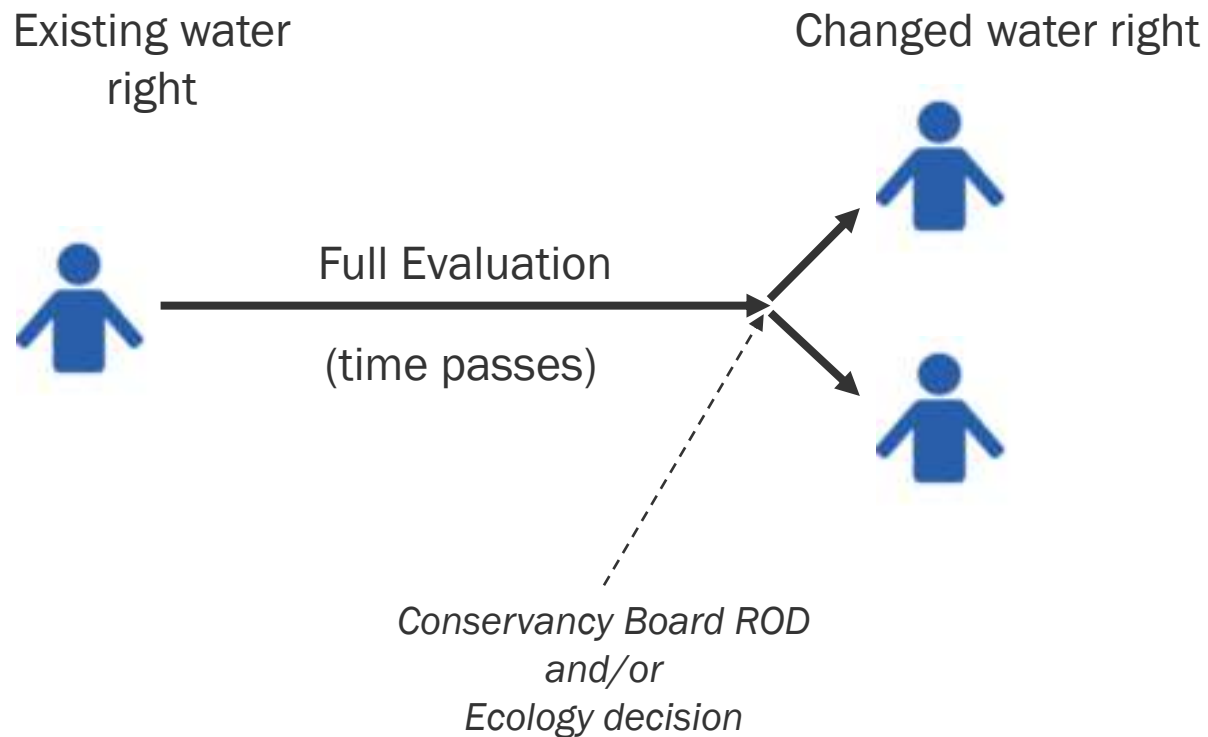 Existing water
right
Changed water right
Full Evaluation
(time passes)
Conservancy Board ROD
and/or
Ecology decision